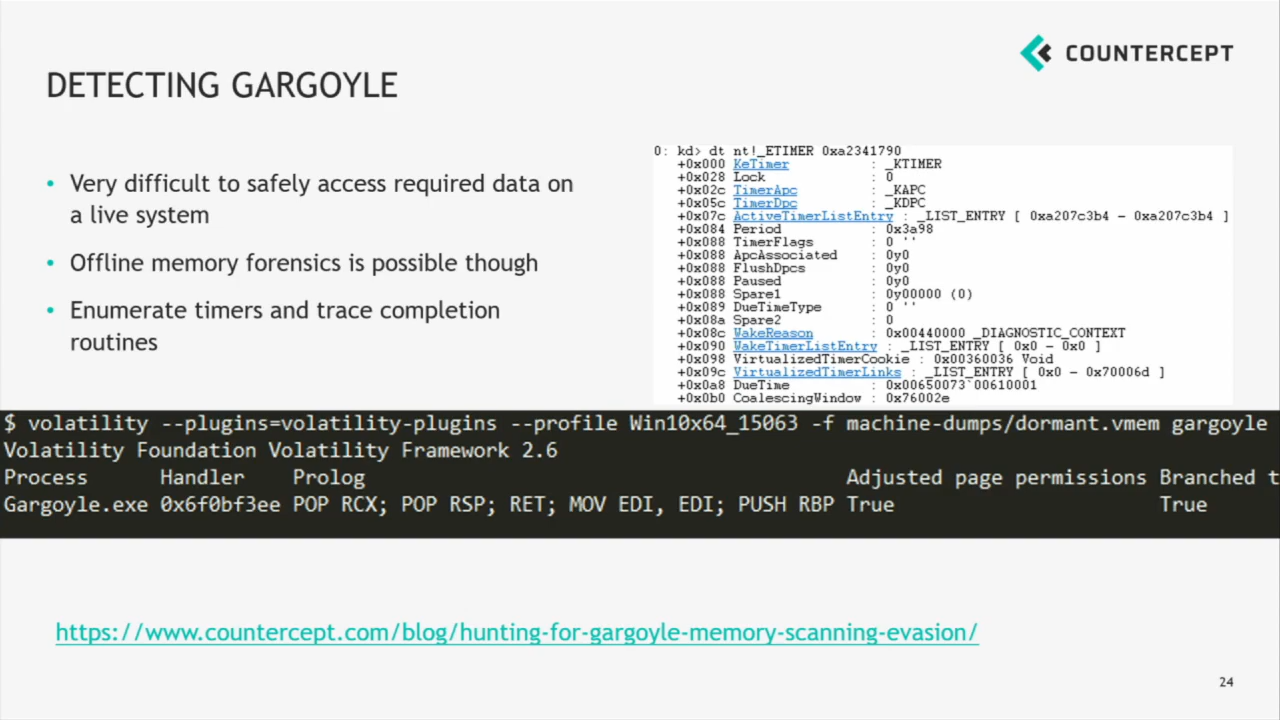 COUNTERCEPT
DETECTING GARGOYLE
• Very difficult to safely access required data on
a live system
• Offline memory forensics is possible though
• Enumerate timers and trace completion
routines
0: kd> dt nt!_ETIMER 0xa2341790
+0x000 KeTimer : _KTIMER
+0x028 Lock : 0
+0x02c TimerApc : _KAPC
+0x05c TimerDpc : _KDPC
+0x07c ActiveTimerListEntry : _LIST_ENTRY [ 0xa207c3b4 - 0xa207c3b4 ]
+0x084 Period : 0x3a98
+0x088 TimerFlags : 0 ''
+0x088 ApcAssociated : 0y0
+0x088 FlushDpcs : 0y0
+0x088 Paused : 0y0
+0x088 Spare1 : 0y00000 (0)
+0x089 DueTimeType : 0 ''
+0x08a Spare2 : 0
+0x08c WakeReason : 0x00440000 _DIAGNOSTIC_CONTEXT
+0x090 WakeTimerListEntry : _LIST_ENTRY [ 0x0 - 0x0 ]
+0x098 VirtualizedTimerCookie : 0x00360036 Void
+0x09c VirtualizedTimerLinks : _LIST_ENTRY [ 0x0 - 0x70006d ]
+0x0a8 DueTime : 0x00650073`00610001
+0x0b0 CoalescingWindow : 0x76002e
$ volatility --plugins=volatility-plugins --profile Win10x64_15063 -f machine-dumps/dormant.vmem gargoyle
Volatility Foundation Volatility Framework 2.6
Process Handler Prolog Adjusted page permissions Branched t
Gargoyle.exe 0x6f0bf3ee POP RCX; POP RSP; RET; MOV EDI, EDI; PUSH RBP True True
https://www.countercept.com/blog/hunting-for-gargoyle-memory-scanning-evasion/
24